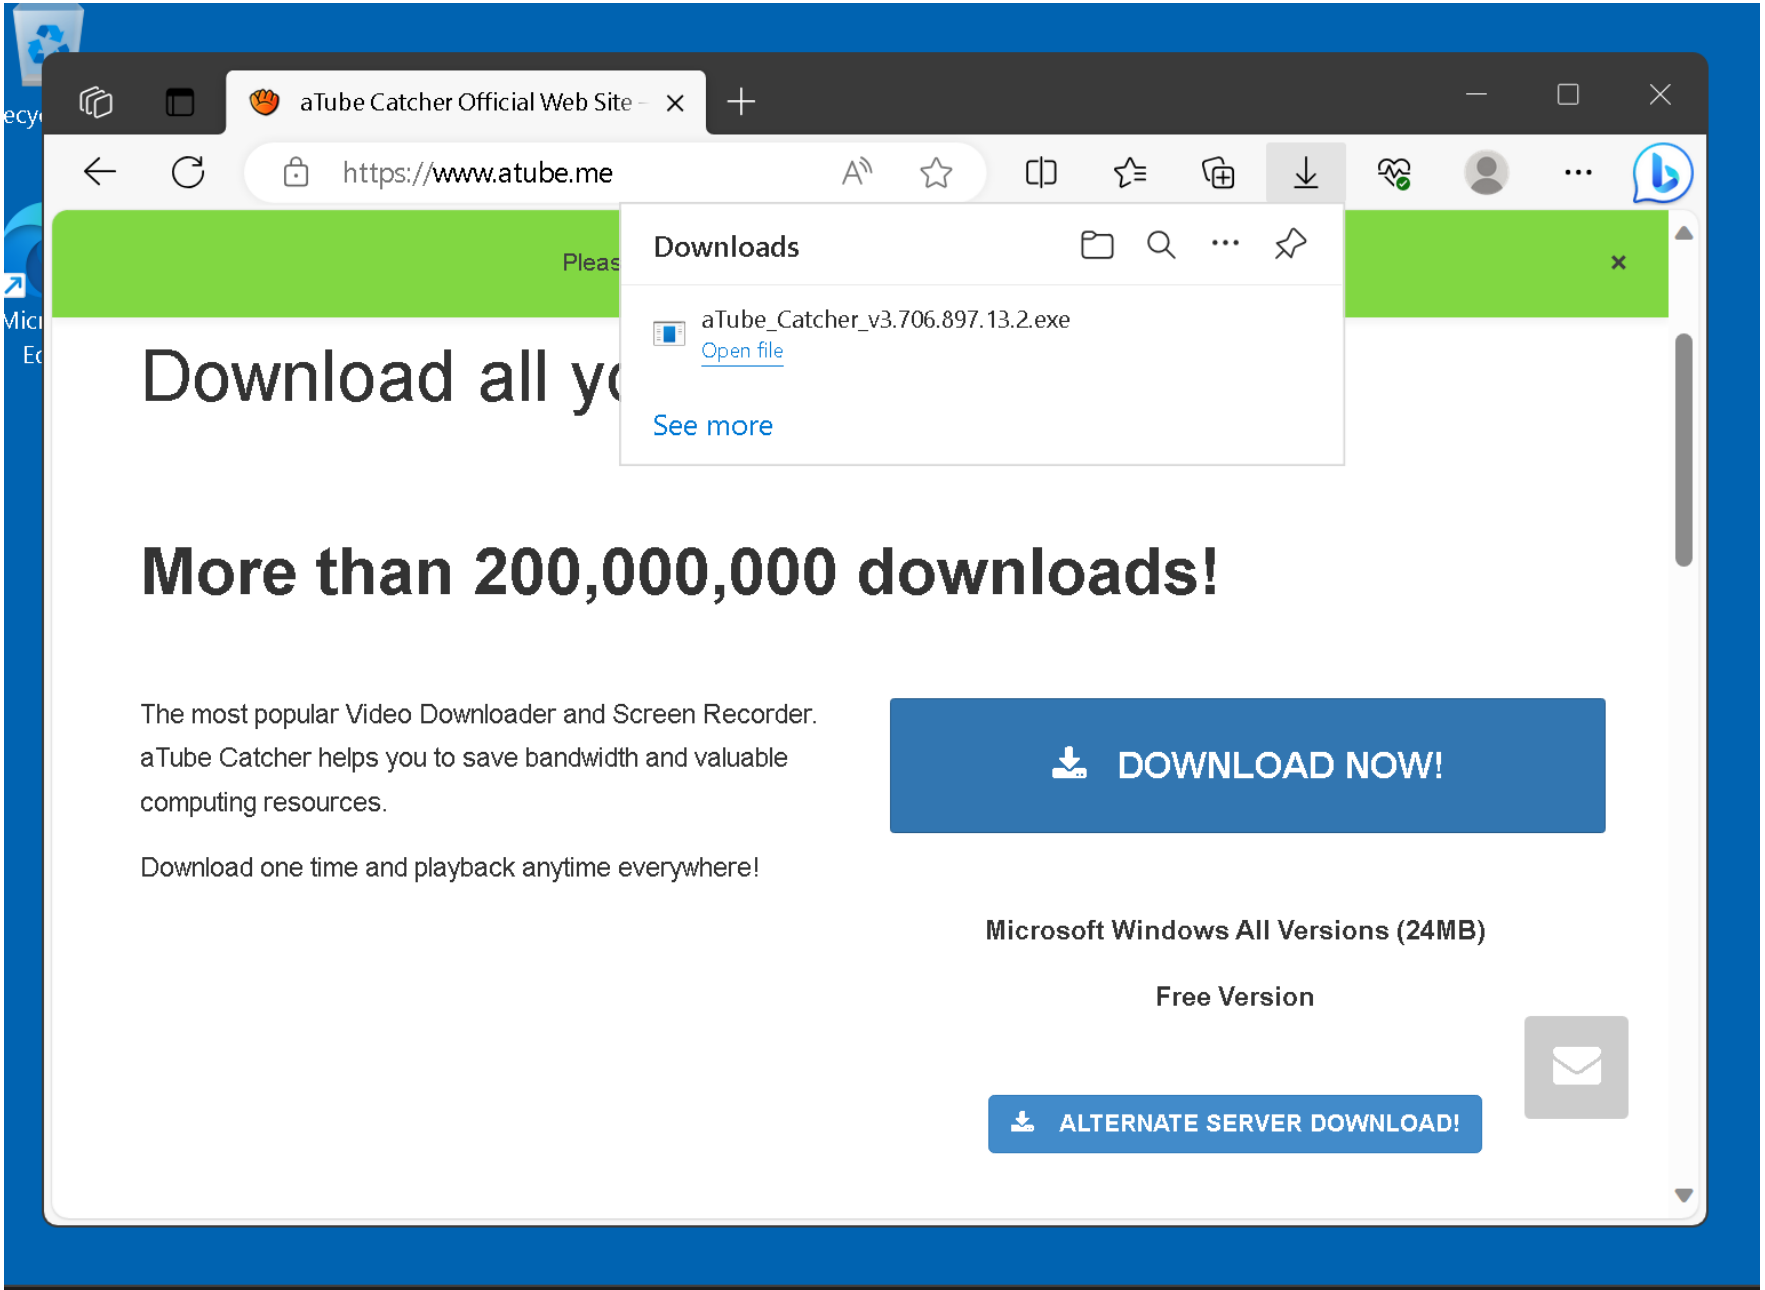 ecy
aTube Catcher Official Web Site –
https://www.atube.me
Micr
Ec
Pleas
Downloads
aTube_Catcher_v3.706.897.13.2.exe
Open file
See more
Download all yo
More than 200,000,000 downloads!
The most popular Video Downloader and Screen Recorder.
aTube Catcher helps you to save bandwidth and valuable
computing resources.
Download one time and playback anytime everywhere!
DOWNLOAD NOW!
Microsoft Windows All Versions (24MB)
Free Version
ALTERNATE SERVER DOWNLOAD!